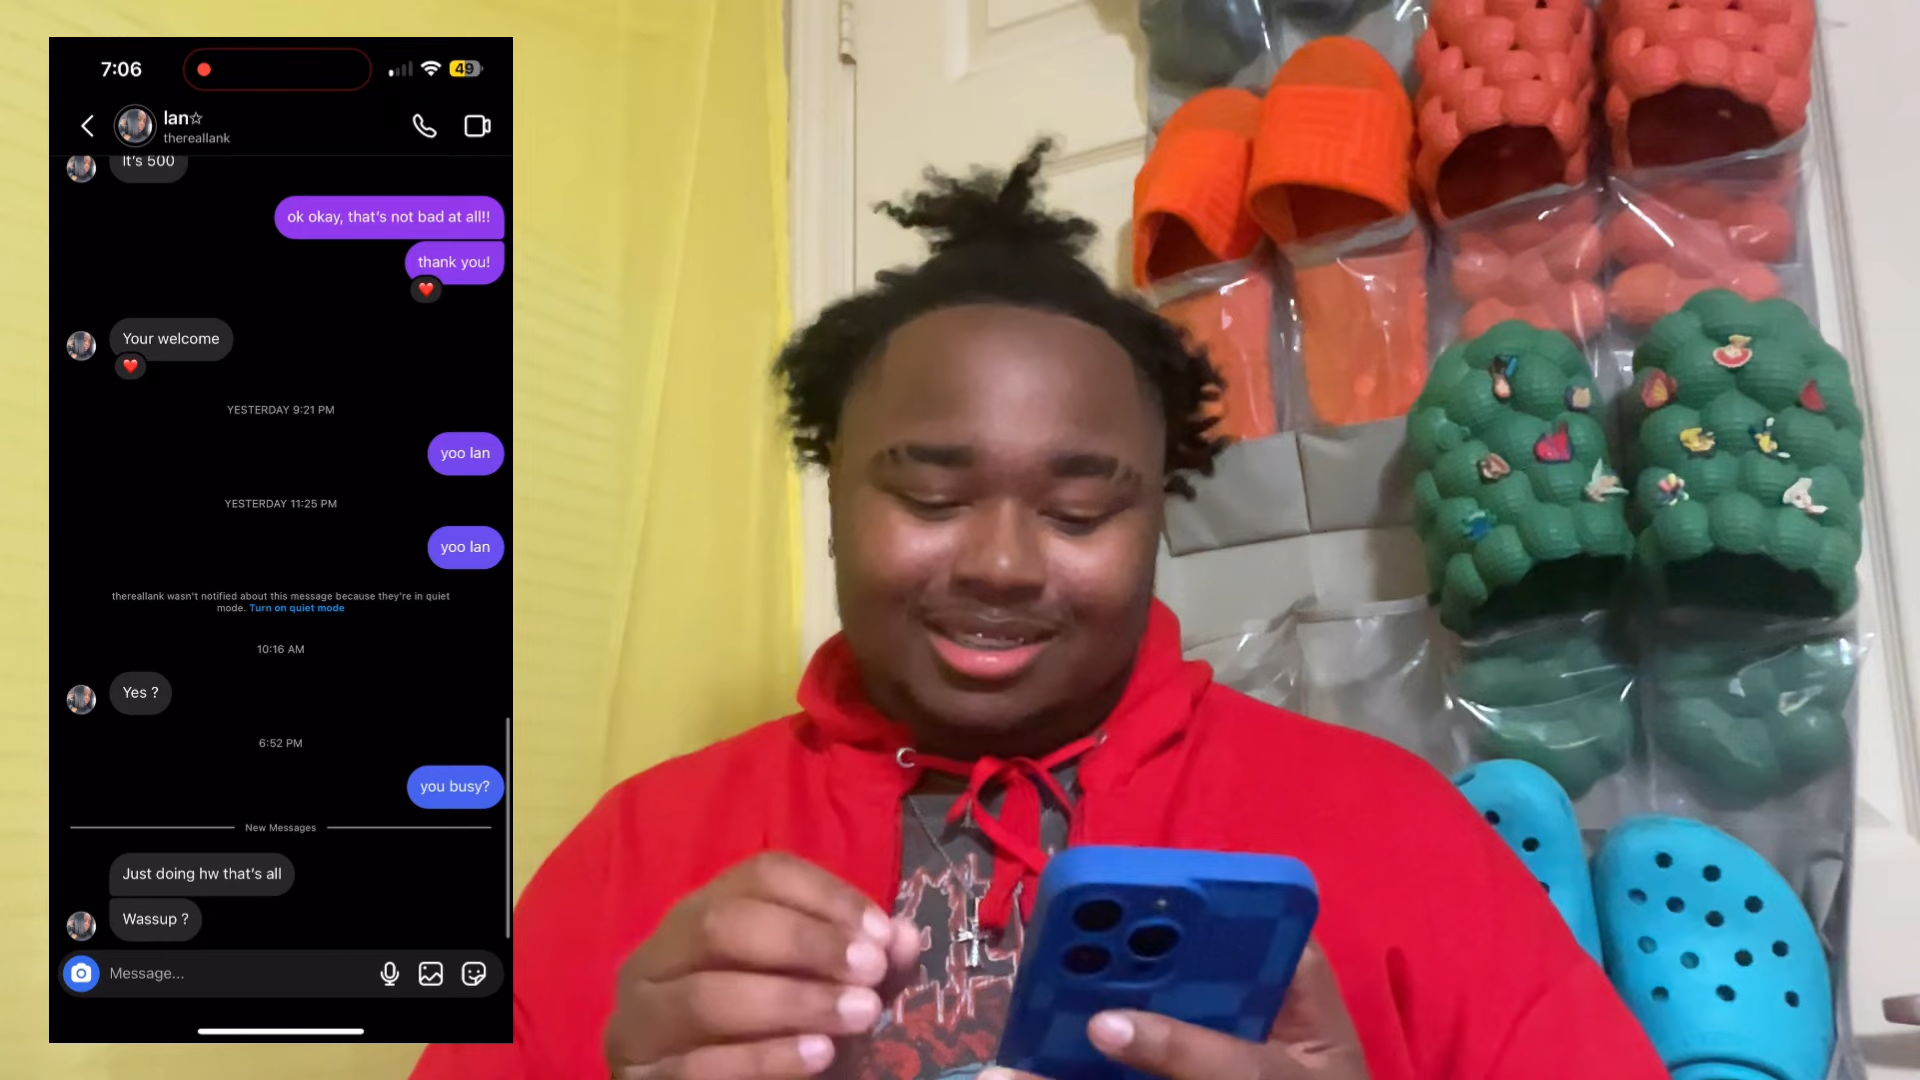 7:06
49
lan☆
thereallank
It's 500
ok okay, that's not bad at all!!
thank you!
Your welcome
YESTERDAY 9:21 PM
yoo lan
YESTERDAY 11:25 PM
yoo lan
thereallank wasn't notified about this message because they're in quiet
mode. Turn on quiet mode
10:16 AM
Yes ?
6:52 PM
you busy?
New Messages
Just doing hw that's all
Wassup ?
Message...